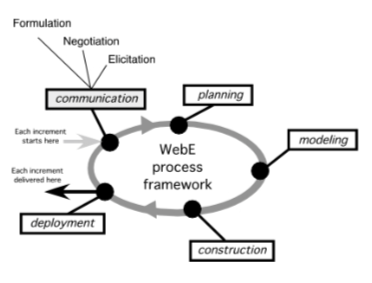 Formulation
Negotiation
Elicitation
communication
planning
Each increment
starts here
WebE
process
framework
modeling
Each increment
delivered here
deployment
construction